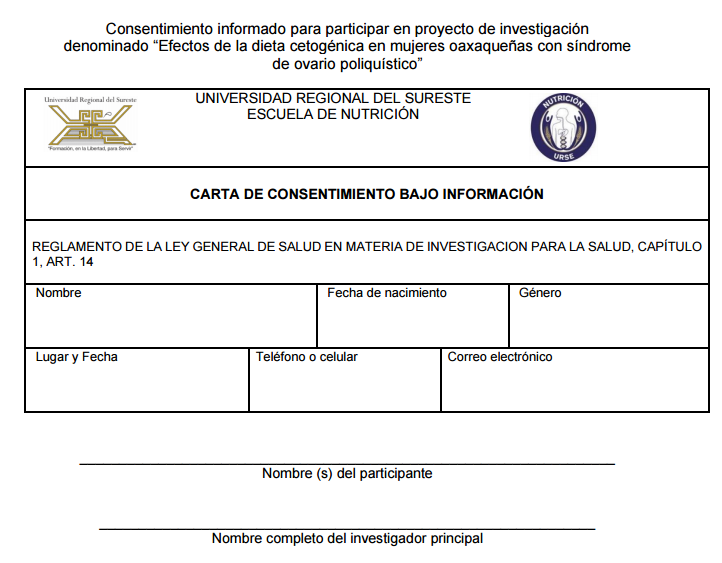 Consentimiento informado para participar en proyecto de investigación
denominado “Efectos de la dieta cetogénica en mujeres oaxaqueñas con síndrome
de ovario poliquístico”
Universidad Regional del Sureste
"Formación, en la Libertad, para Servir"
UNIVERSIDAD REGIONAL DEL SURESTE
ESCUELA DE NUTRICIÓN
NUTRICION
URSE
CARTA DE CONSENTIMIENTO BAJO INFORMACIÓN
REGLAMENTO DE LA LEY GENERAL DE SALUD EN MATERIA DE INVESTIGACION PARA LA SALUD, CAPÍTULO
1, ART. 14
Nombre
Fecha de nacimiento
Género
Lugar y Fecha
Teléfono o celular
Correo electrónico
Nombre (s) del participante
Nombre completo del investigador principal